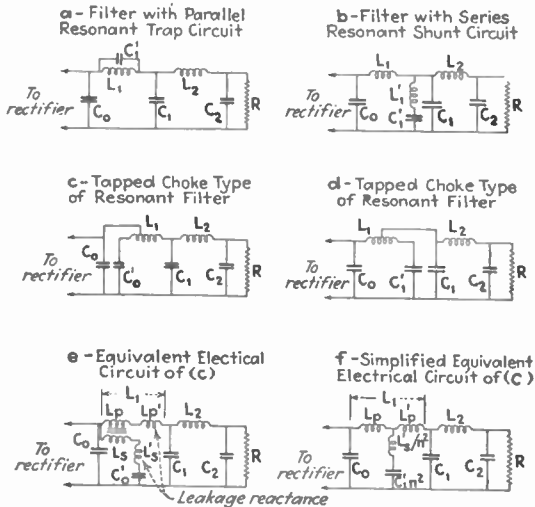 a-Filter with Parallel
Resonant Trap Circuit
C'1
L1
L2
To
rectifier
C0
C1
C2
R
b-Filter with Series
Resonant Shunt Circuit
L1
L2
L'1
To
rectifier
C0
C'1
C1
C2
R
c-Tapped Choke Type
of Resonant Filter
L1
L2
C0
To
rectifier
C'0
C1
C2
R
d-Tapped Choke Type
of Resonant Filter
L1
L2
To
rectifier
C0
C'1
C1
C2
R
e-Equivalent Electical
Circuit of (c)
L1
Lp
Lp'
L2
To
rectifier
C0
Ls
L's
C'0
C1
C2
R
Leakage reactance
f-Simplified Equivalent
Electrical Circuit of (C)
L1
Lp
L'p
L2
To
rectifier
C0
Ls/n²
C'1n²
C1
C2
R